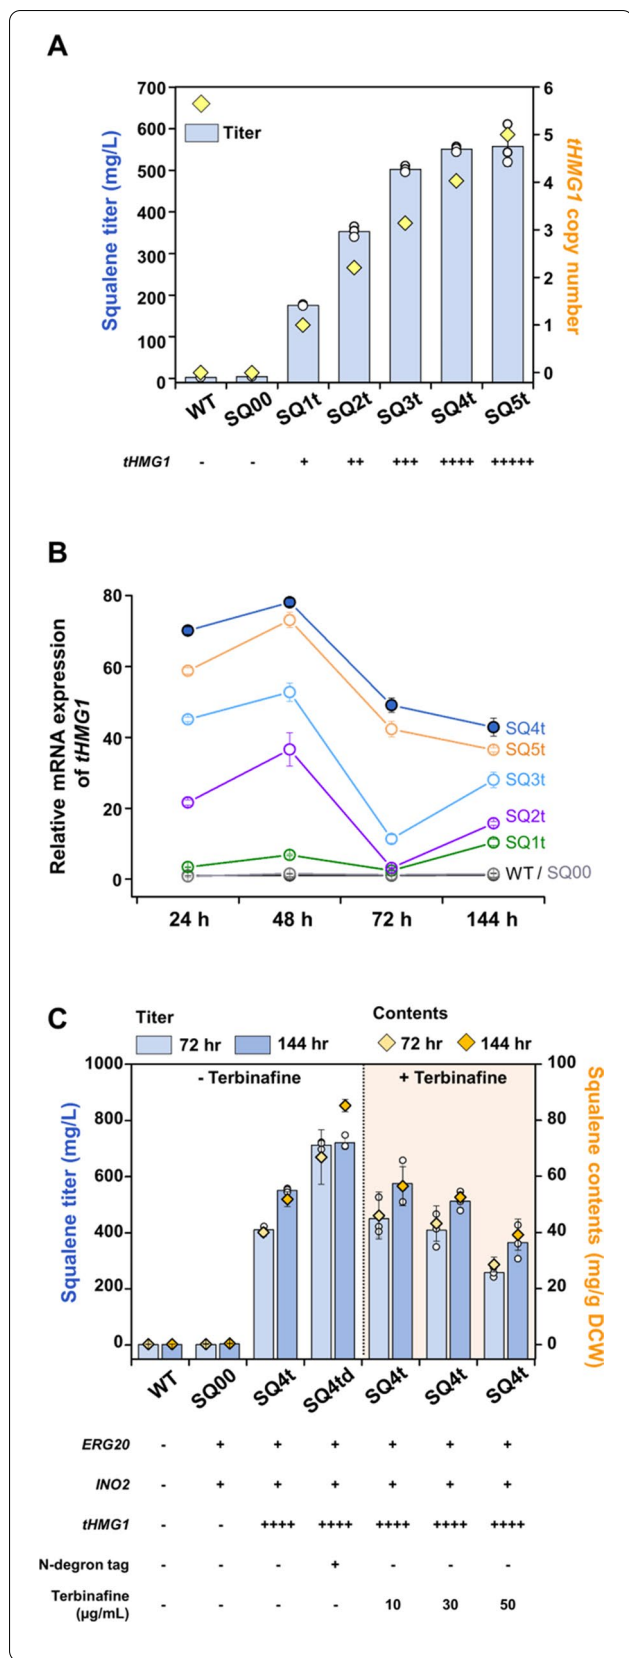 A
Squalene titer (mg/L)
700
600
500
400
300
200
100
0
Titer
6
5
4
3
2
1
0
tHMG1 copy number
WT SQ00 SQ1t SQ2t SQ3t SQ4t SQ5t
tHMG1 - - + ++ +++ ++++ +++++
B
Relative mRNA expression
of tHMG1
80
60
40
20
0
SQ4t
SQ5t
SQ3t
SQ2t
SQ1t
WT / SQ00
24 h 48 h 72 h 144 h
C
Titer
72 hr 144 hr
Contents
72 hr 144 hr
Squalene titer (mg/L)
1000
800
600
400
200
0
- Terbinafine
+ Terbinafine
100
80
60
40
20
0
Squalene contents (mg/g DCW)
WT SQ00 SQ4t SQ4td SQ4t SQ4t SQ4t
ERG20 - + + + + + +
INO2 - + + + + + +
tHMG1 - - ++++ ++++ ++++ ++++ ++++
N-degron tag - - - + - - -
Terbinafine
(µg/mL) - - - - 10 30 50